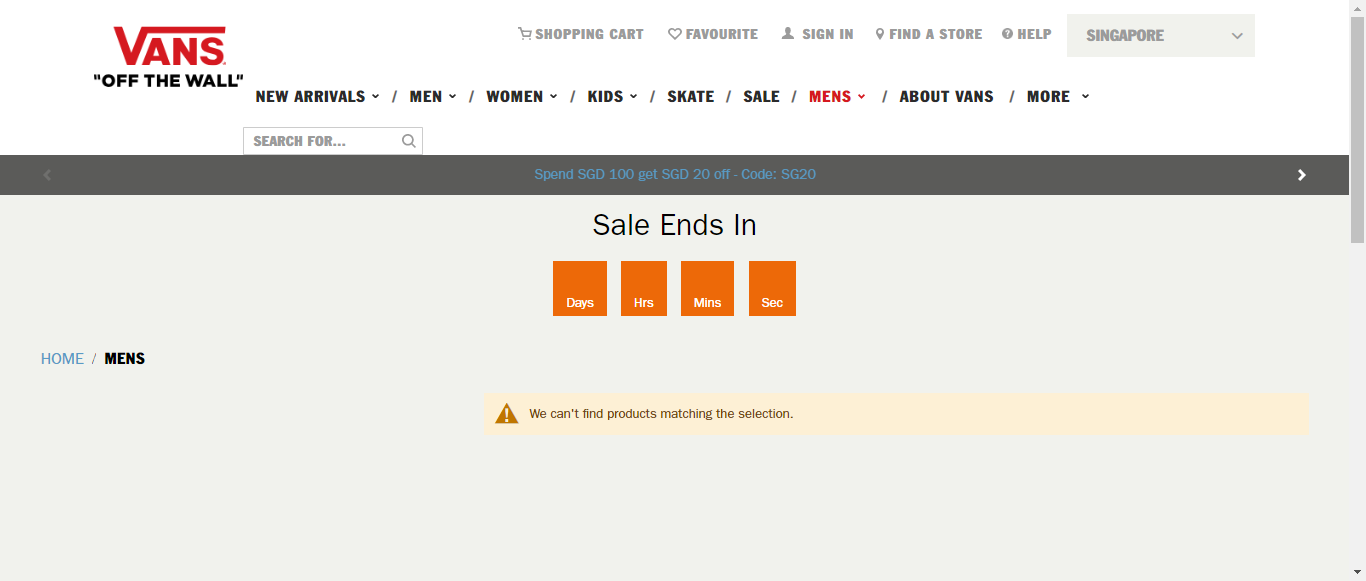 VANS
"OFF THE WALL"
SHOPPING CART FAVOURITE SIGN IN FIND A STORE HELP SINGAPORE
NEW ARRIVALS / MEN / WOMEN / KIDS / SKATE / SALE / MENS / ABOUT VANS / MORE
SEARCH FOR...
Spend SGD 100 get SGD 20 off - Code: SG20
Sale Ends In
Days Hrs Mins Sec
HOME / MENS
We can't find products matching the selection.